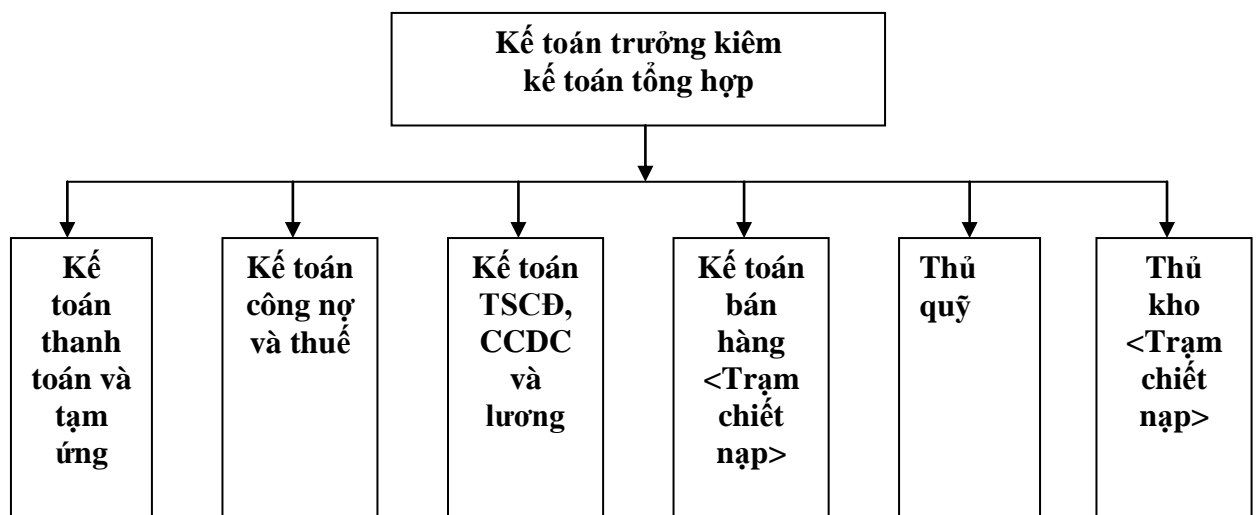 Kế toán trưởng kiêm
kế toán tổng hợp
Kế
toán
thanh
toán và
tạm
ứng
Kế toán
công nợ
và thuế
Kế toán
TSCĐ,
CCDC
và
lương
Kế toán
bán
hàng
<Trạm
chiết
nạp>
Thủ
quỹ
Thủ
kho
<Trạm
chiết
nạp>